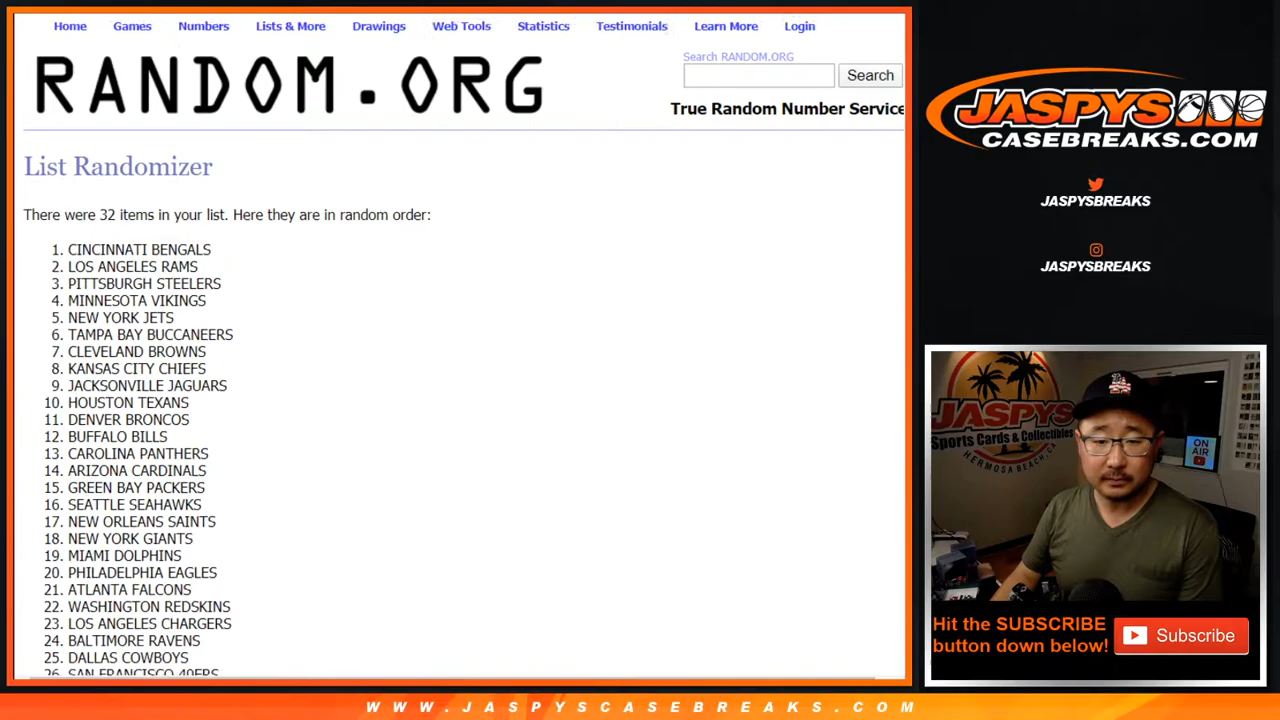 Home Games Numbers Lists & More Drawings Web Tools Statistics Testimonials Learn More Login
RANDOM.ORG
Search RANDOM.ORG
Search
True Random Number Service
List Randomizer
There were 32 items in your list. Here they are in random order:
1. CINCINNATI BENGALS
2. LOS ANGELES RAMS
3. PITTSBURGH STEELERS
4. MINNESOTA VIKINGS
5. NEW YORK JETS
6. TAMPA BAY BUCCANEERS
7. CLEVELAND BROWNS
8. KANSAS CITY CHIEFS
9. JACKSONVILLE JAGUARS
10. HOUSTON TEXANS
11. DENVER BRONCOS
12. BUFFALO BILLS
13. CAROLINA PANTHERS
14. ARIZONA CARDINALS
15. GREEN BAY PACKERS
16. SEATTLE SEAHAWKS
17. NEW ORLEANS SAINTS
18. NEW YORK GIANTS
19. MIAMI DOLPHINS
20. PHILADELPHIA EAGLES
21. ATLANTA FALCONS
22. WASHINGTON REDSKINS
23. LOS ANGELES CHARGERS
24. BALTIMORE RAVENS
25. DALLAS COWBOYS
26. SAN FRANCISCO 49ERS
JASPYS
CASEBREAKS.COM
JASPYSBREAKS
JASPYSBREAKS
JASPYS
Sports Cards & Collectibles
HERMOSA BEACH, CA
ON AIR
Hit the SUBSCRIBE
button down below!
Subscribe
WWW.JASPYSCASEBREAKS.COM